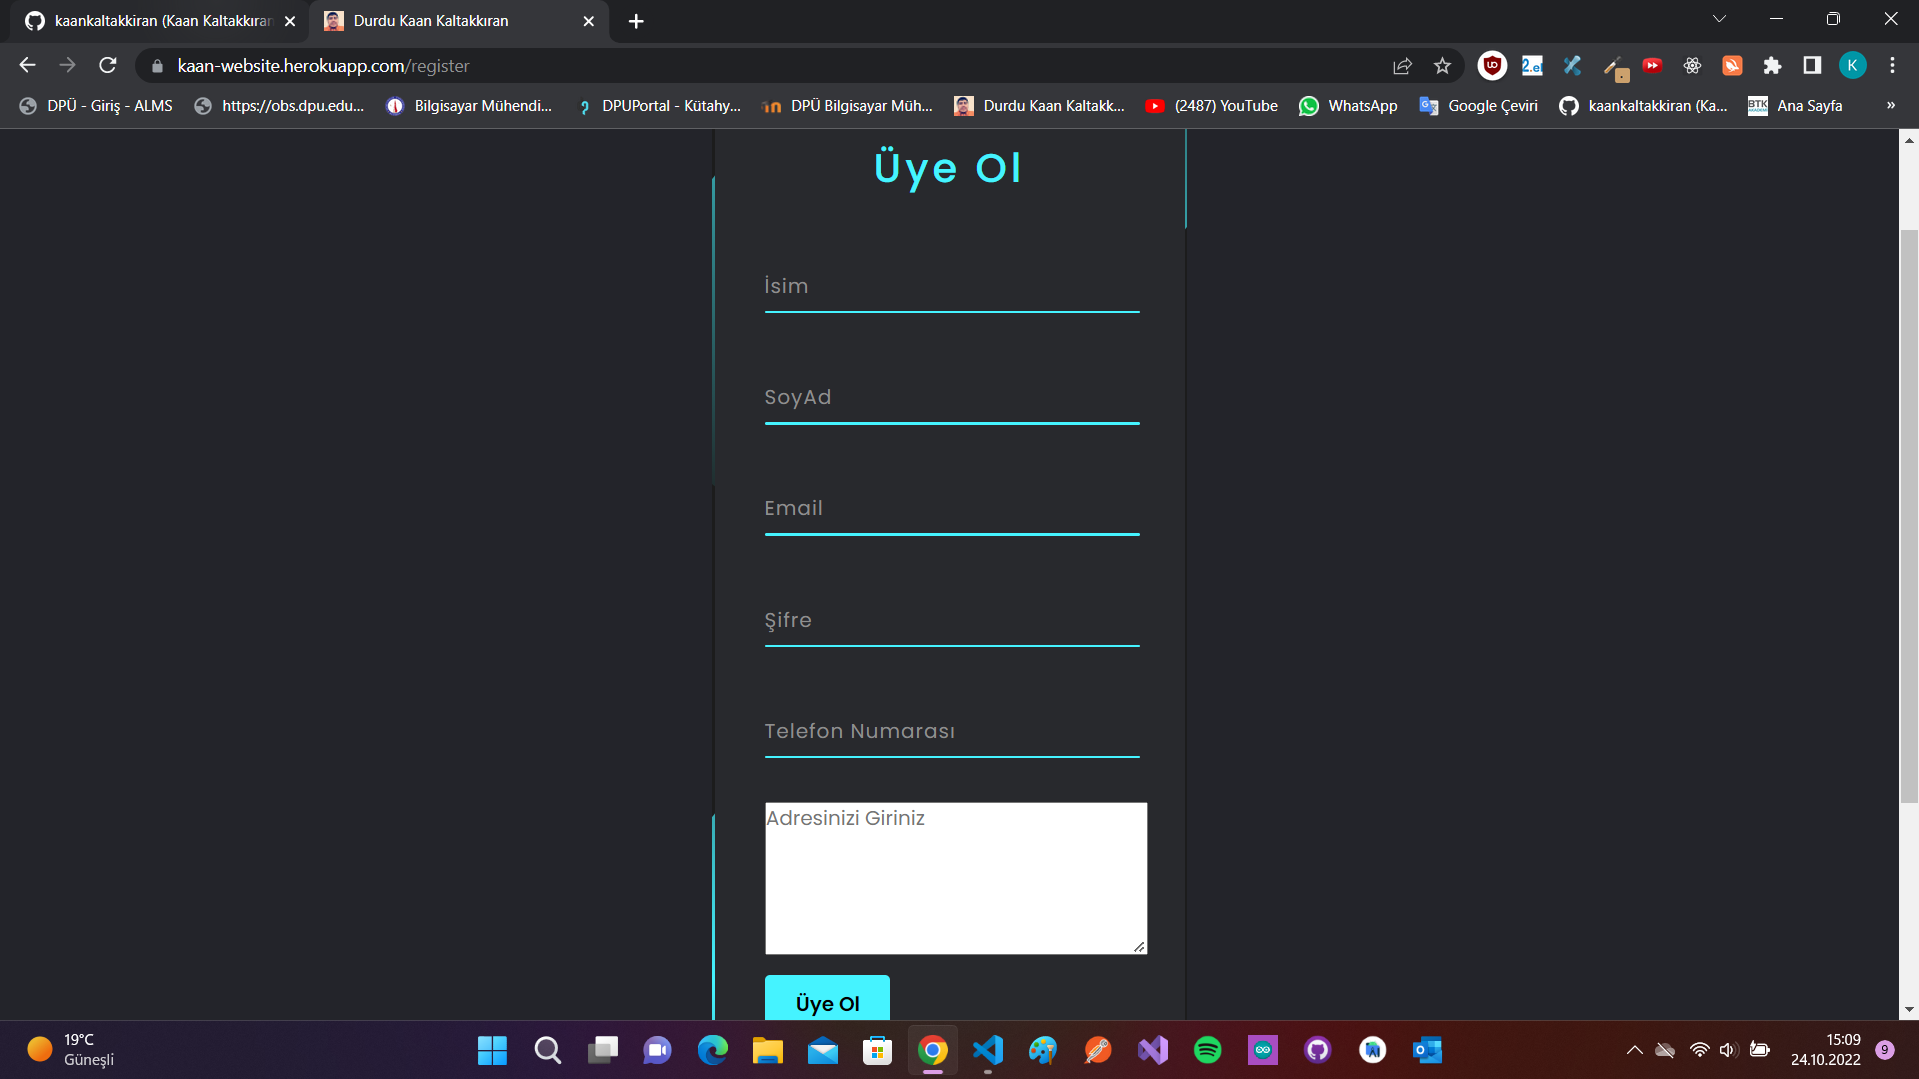 kaankaltakkiran (Kaan Kaltakkıran
Durdu Kaan Kaltakkıran
kaan-website.herokuapp.com/register
K
DPÜ - Giriş - ALMS
https://obs.dpu.edu...
Bilgisayar Mühendi...
DPUPortal - Kütahy...
DPÜ Bilgisayar Müh...
Durdu Kaan Kaltakk...
(2487) YouTube
WhatsApp
Google Çeviri
kaankaltakkiran (Ka...
BTK
Ana Sayfa
»
Üye Ol
İsim
SoyAd
Email
Şifre
Telefon Numarası
Adresinizi Giriniz
Üye Ol
19°C
Güneşli
15:09
24.10.2022
9